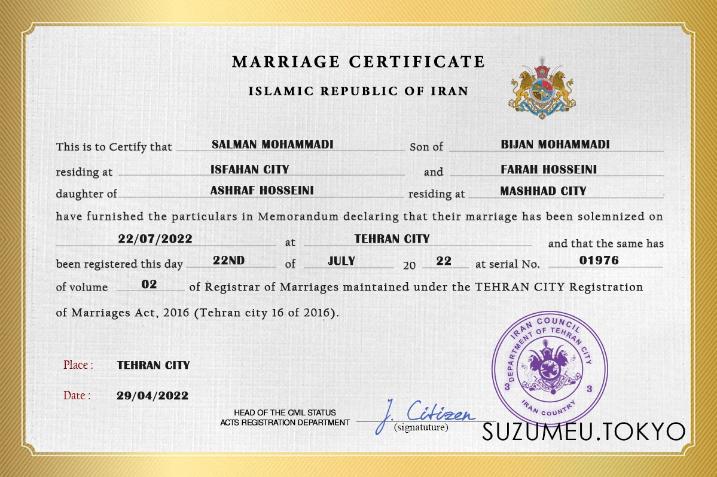 MARRIAGE CERTIFICATE
ISLAMIC REPUBLIC OF IRAN
This is to Certify that SALMAN MOHAMMADI Son of BIJAN MOHAMMADI
residing at ISFAHAN CITY and FARAH HOSSEINI
daughter of ASHRAF HOSSEINI residing at MASHHAD CITY
have furnished the particulars in Memorandum declaring that their marriage has been solemnized on
22/07/2022 at TEHRAN CITY and that the same has
been registered this day 22ND of JULY 20 22 at serial No. 01976
of volume 02 of Registrar of Marriages maintained under the TEHRAN CITY Registration
of Marriages Act, 2016 (Tehran city 16 of 2016).
IRAN COUNCIL
DEPARTMENT OF TEHRAN CITY
3 3
IRAN COUNTRY
Place : TEHRAN CITY
Date : 29/04/2022
HEAD OF THE CIVIL STATUS
ACTS REGISTRATION DEPARTMENT J. Citizen
(signatuture)
SUZUMEU.TOKYO